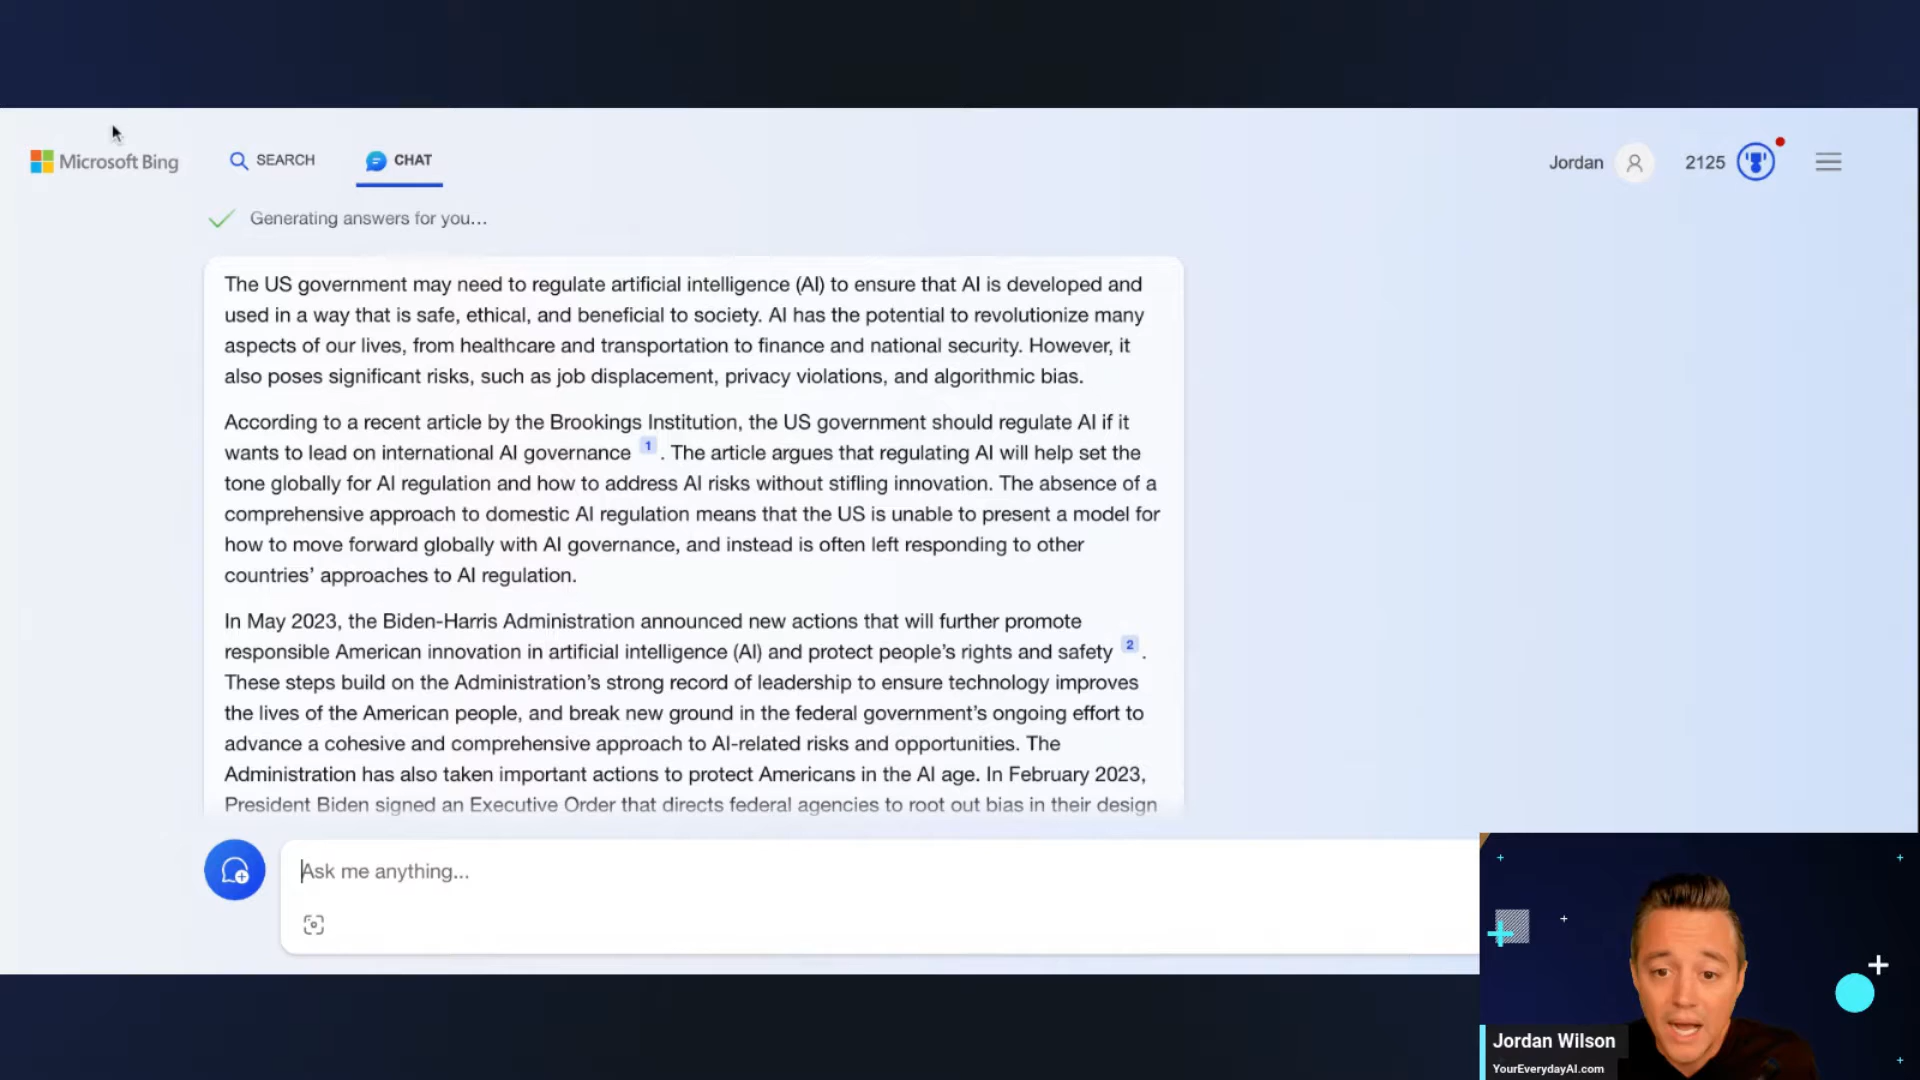 Microsoft Bing
SEARCH
CHAT
Jordan
2125
Generating answers for you...
The US government may need to regulate artificial intelligence (AI) to ensure that AI is developed and
used in a way that is safe, ethical, and beneficial to society. AI has the potential to revolutionize many
aspects of our lives, from healthcare and transportation to finance and national security. However, it
also poses significant risks, such as job displacement, privacy violations, and algorithmic bias.
According to a recent article by the Brookings Institution, the US government should regulate AI if it
wants to lead on international AI governance 1 . The article argues that regulating AI will help set the
tone globally for AI regulation and how to address AI risks without stifling innovation. The absence of a
comprehensive approach to domestic AI regulation means that the US is unable to present a model for
how to move forward globally with AI governance, and instead is often left responding to other
countries’ approaches to AI regulation.
In May 2023, the Biden-Harris Administration announced new actions that will further promote
responsible American innovation in artificial intelligence (AI) and protect people’s rights and safety 2 .
These steps build on the Administration’s strong record of leadership to ensure technology improves
the lives of the American people, and break new ground in the federal government’s ongoing effort to
advance a cohesive and comprehensive approach to AI-related risks and opportunities. The
Administration has also taken important actions to protect Americans in the AI age. In February 2023,
President Biden signed an Executive Order that directs federal agencies to root out bias in their design
Ask me anything...
Jordan Wilson
YourEverydayAI.com